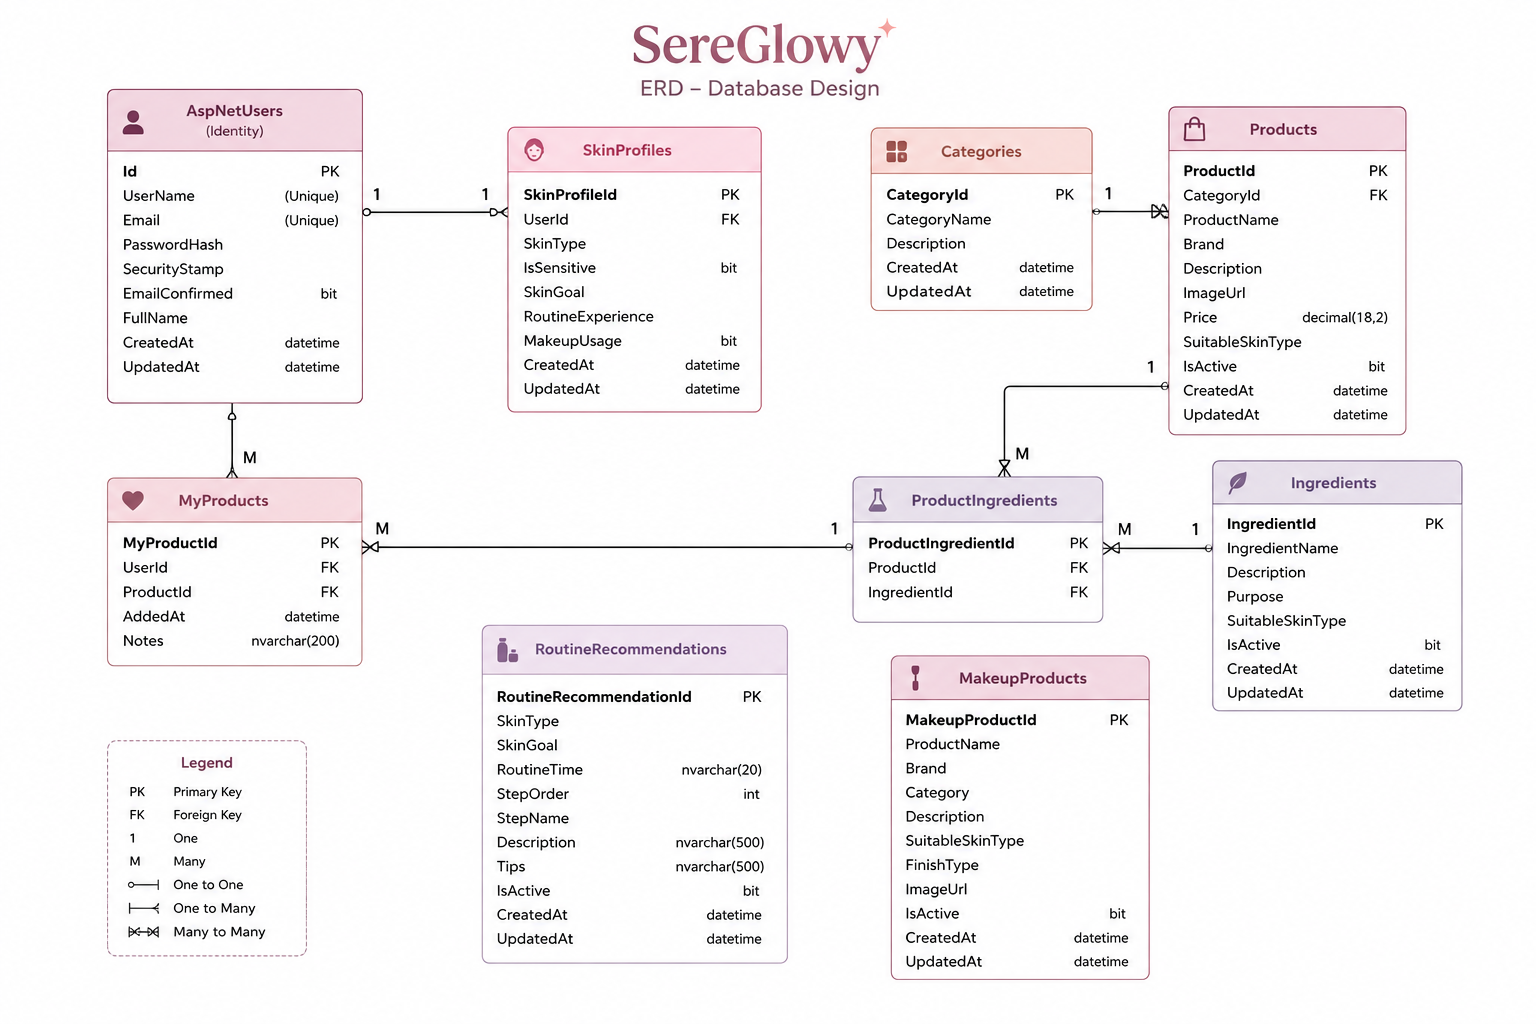 SereGlowy
ERD – Database Design
AspNetUsers
(Identity)
Id PK
UserName (Unique)
Email (Unique)
PasswordHash
SecurityStamp
EmailConfirmed bit
FullName
CreatedAt datetime
UpdatedAt datetime
1 1
SkinProfiles
SkinProfileId PK
UserId FK
SkinType
IsSensitive bit
SkinGoal
RoutineExperience
MakeupUsage bit
CreatedAt datetime
UpdatedAt datetime
Categories
CategoryId PK
CategoryName
Description
CreatedAt datetime
UpdatedAt datetime
1
Products
ProductId PK
CategoryId FK
ProductName
Brand
Description
ImageUrl
Price decimal(18,2)
SuitableSkinType
IsActive bit
CreatedAt datetime
UpdatedAt datetime
1
M
M
MyProducts
MyProductId PK
UserId FK
ProductId FK
AddedAt datetime
Notes nvarchar(200)
M 1
ProductIngredients
ProductIngredientId PK
ProductId FK
IngredientId FK
M 1
Ingredients
IngredientId PK
IngredientName
Description
Purpose
SuitableSkinType
IsActive bit
CreatedAt datetime
UpdatedAt datetime
RoutineRecommendations
RoutineRecommendationId PK
SkinType
SkinGoal
RoutineTime nvarchar(20)
StepOrder int
StepName
Description nvarchar(500)
Tips nvarchar(500)
IsActive bit
CreatedAt datetime
UpdatedAt datetime
MakeupProducts
MakeupProductId PK
ProductName
Brand
Category
Description
SuitableSkinType
FinishType
ImageUrl
IsActive bit
CreatedAt datetime
UpdatedAt datetime
Legend
PK Primary Key
FK Foreign Key
1 One
M Many
One to One
One to Many
Many to Many